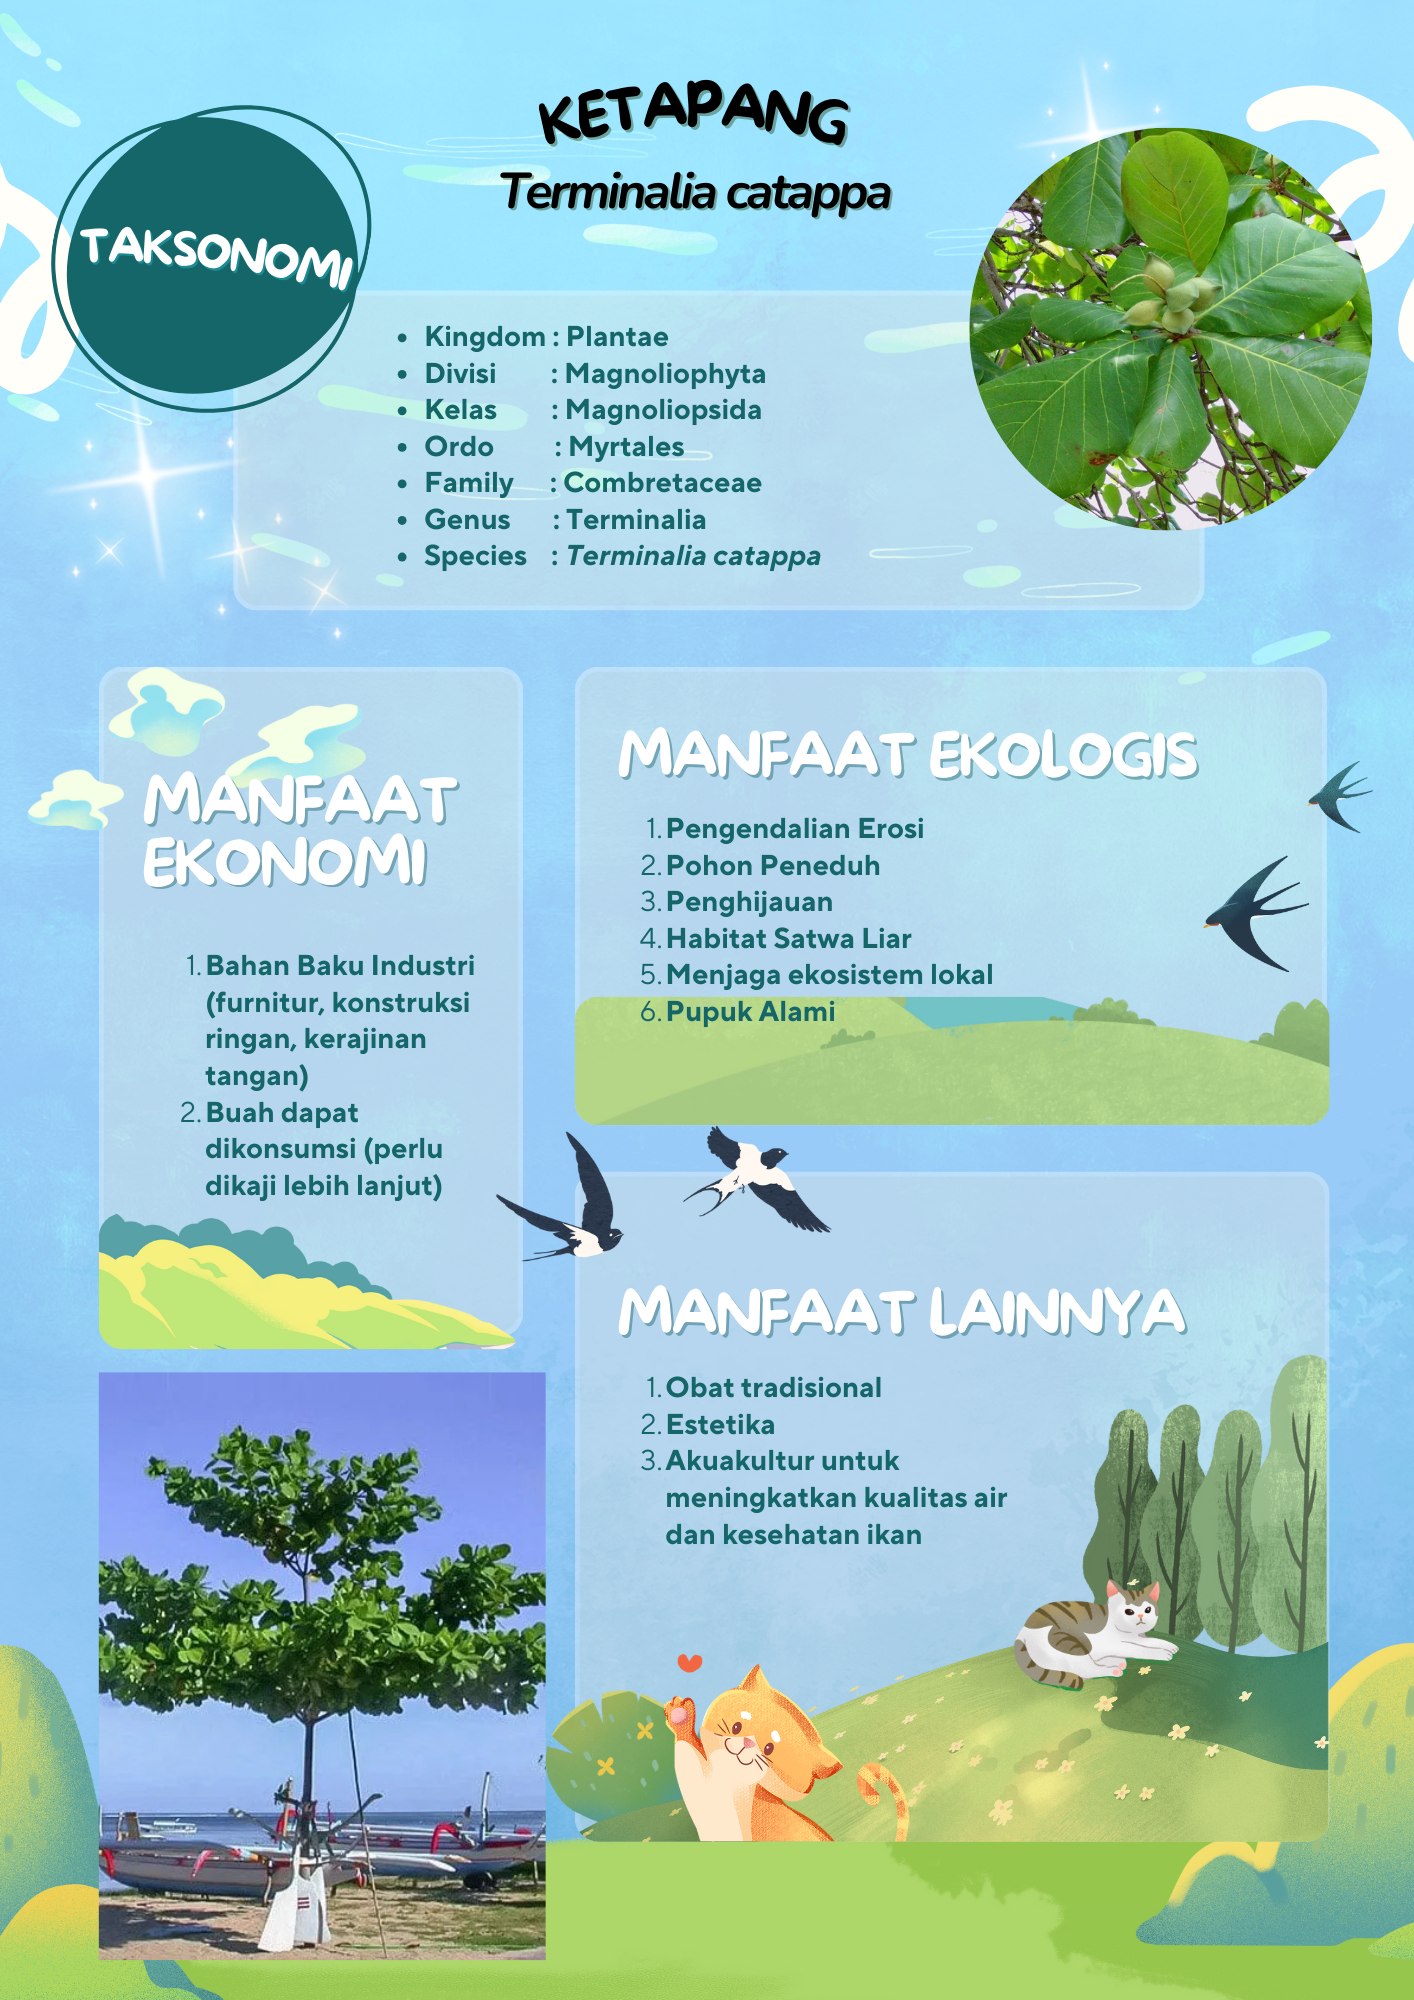 KETAPANG
Terminalia catappa
TAKSONOMI
• Kingdom : Plantae
• Divisi : Magnoliophyta
• Kelas : Magnoliopsida
• Ordo : Myrtales
• Family : Combretaceae
• Genus : Terminalia
• Species : Terminalia catappa
MANFAAT
EKONOMI
1. Bahan Baku Industri
(furnitur, konstruksi
ringan, kerajinan
tangan)
2. Buah dapat
dikonsumsi (perlu
dikaji lebih lanjut)
MANFAAT EKOLOGIS
1. Pengendalian Erosi
2. Pohon Peneduh
3. Penghijauan
4. Habitat Satwa Liar
5. Menjaga ekosistem lokal
6. Pupuk Alami
MANFAAT LAINNYA
1. Obat tradisional
2. Estetika
3. Akuakultur untuk
meningkatkan kualitas air
dan kesehatan ikan